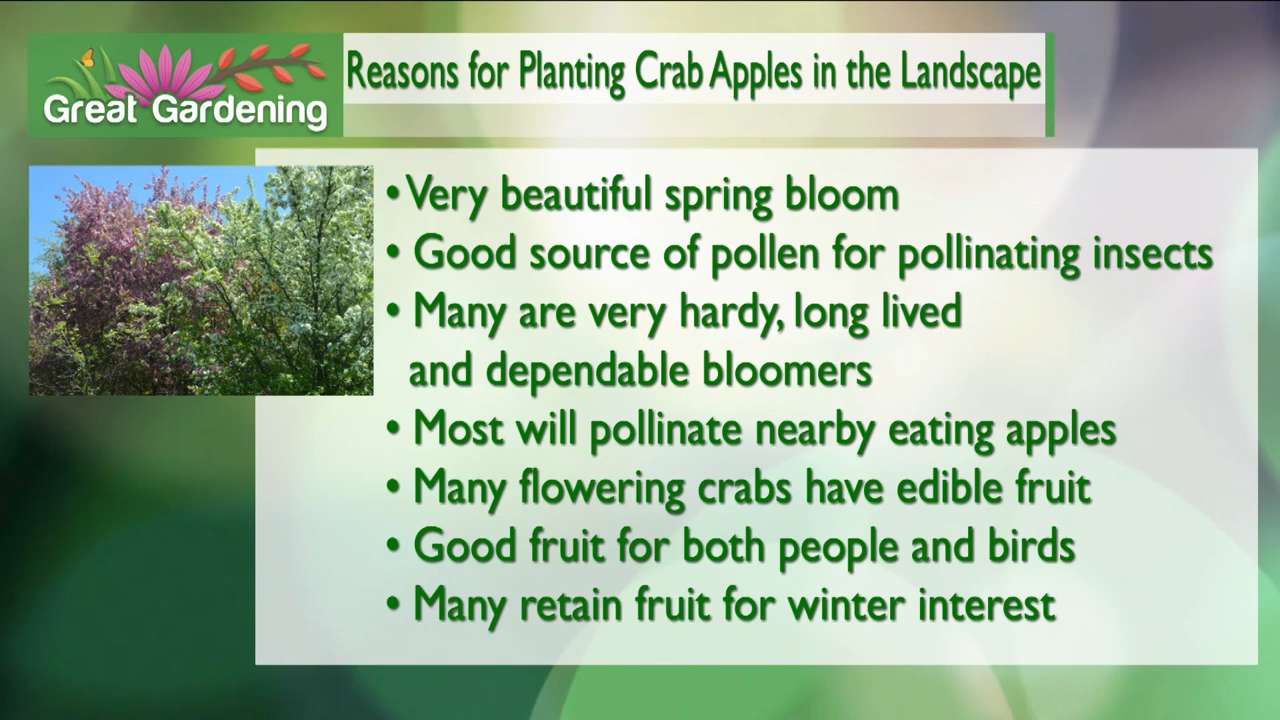 Great Gardening
Reasons for Planting Crab Apples in the Landscape
• Very beautiful spring bloom
• Good source of pollen for pollinating insects
• Many are very hardy, long lived
and dependable bloomers
• Most will pollinate nearby eating apples
• Many flowering crabs have edible fruit
• Good fruit for both people and birds
• Many retain fruit for winter interest